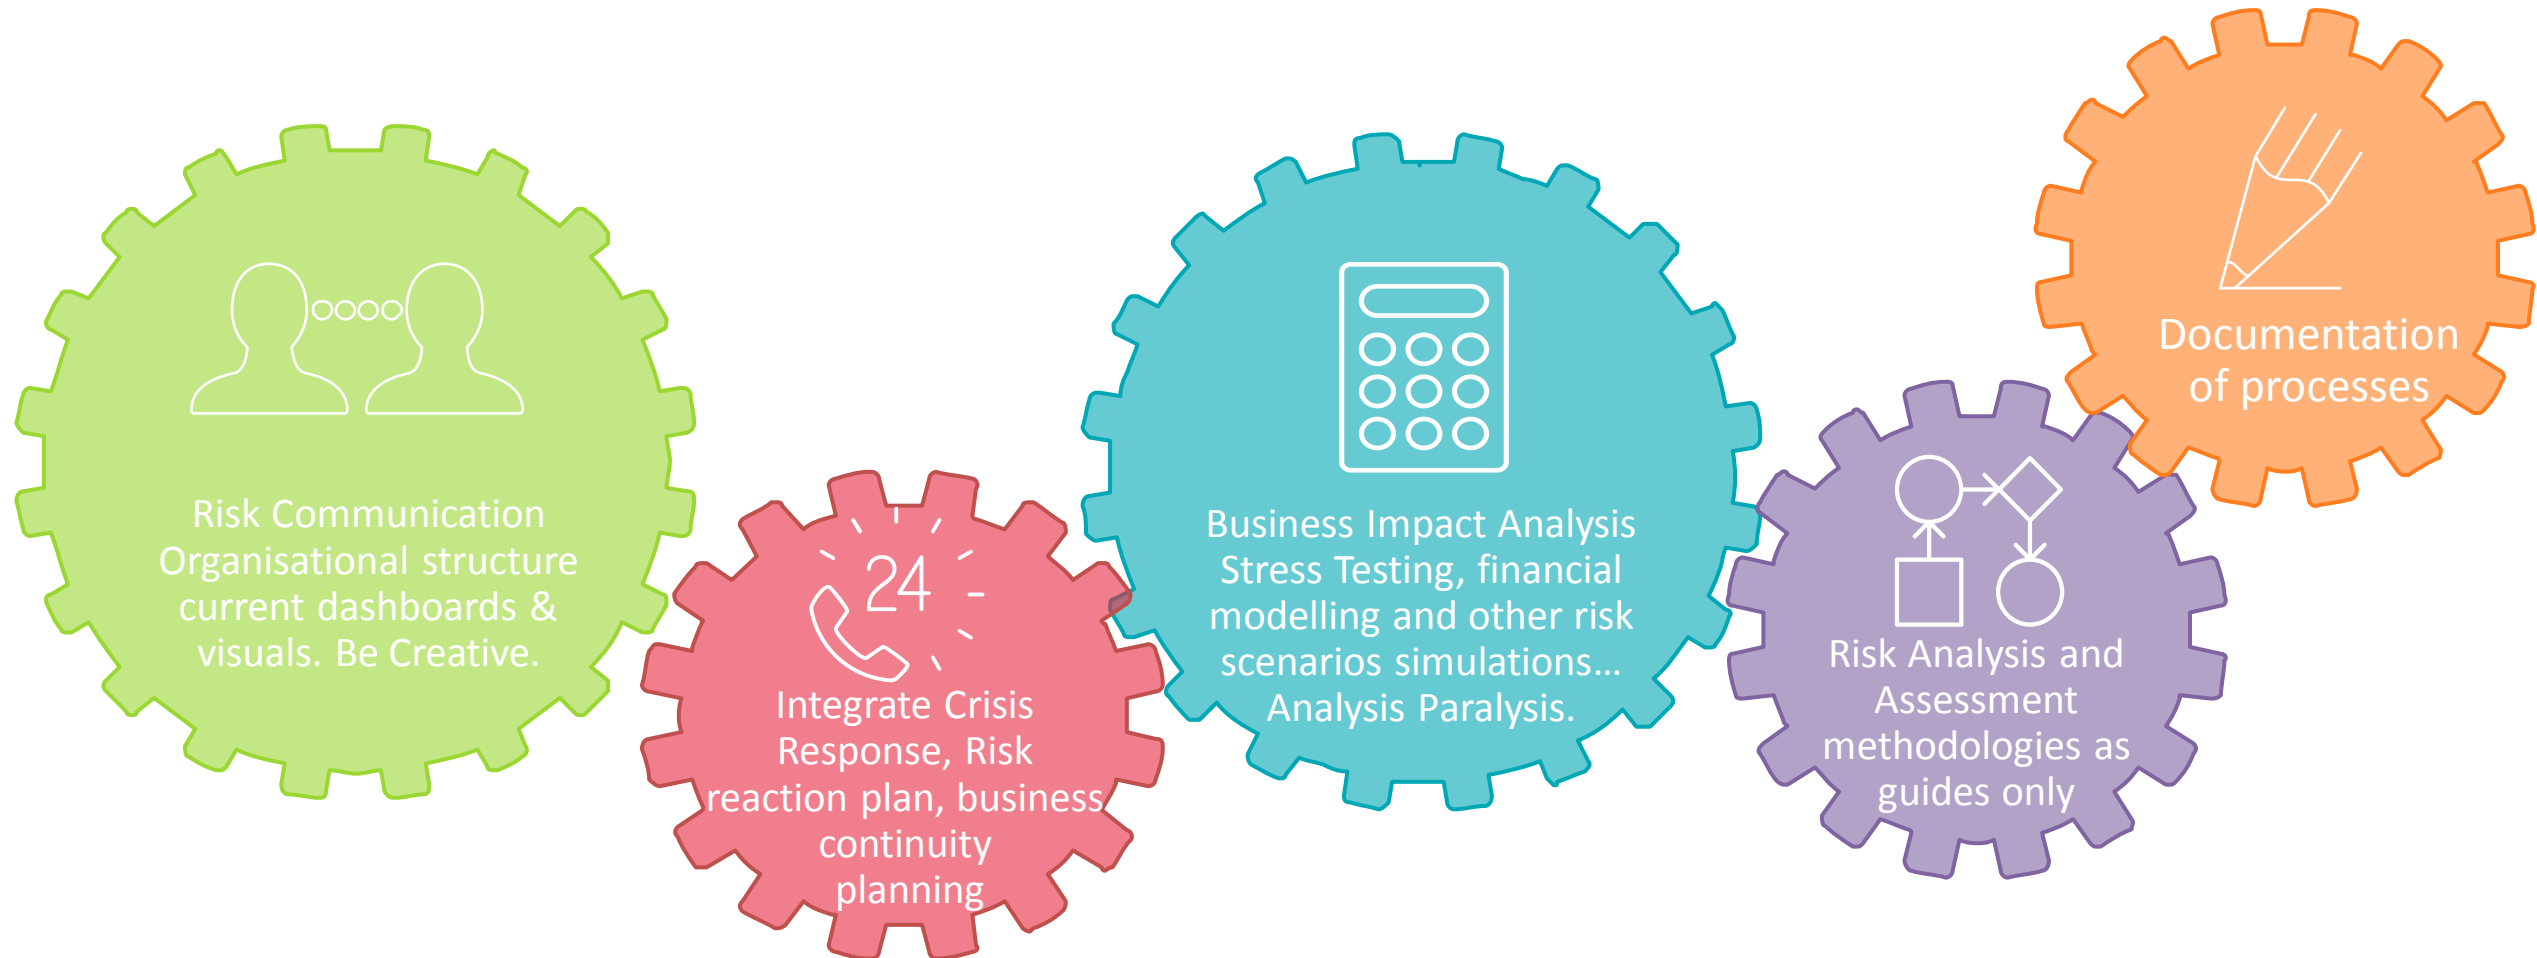 Risk Communication
Organisational structure
current dashboards &
visuals. Be Creative.
24
Integrate Crisis
Response, Risk
reaction plan, business
continuity
planning
Business Impact Analysis
Stress Testing, financial
modelling and other risk
scenarios simulations...
Analysis Paralysis.
Risk Analysis and
Assessment
methodologies as
guides only
Documentation
of processes